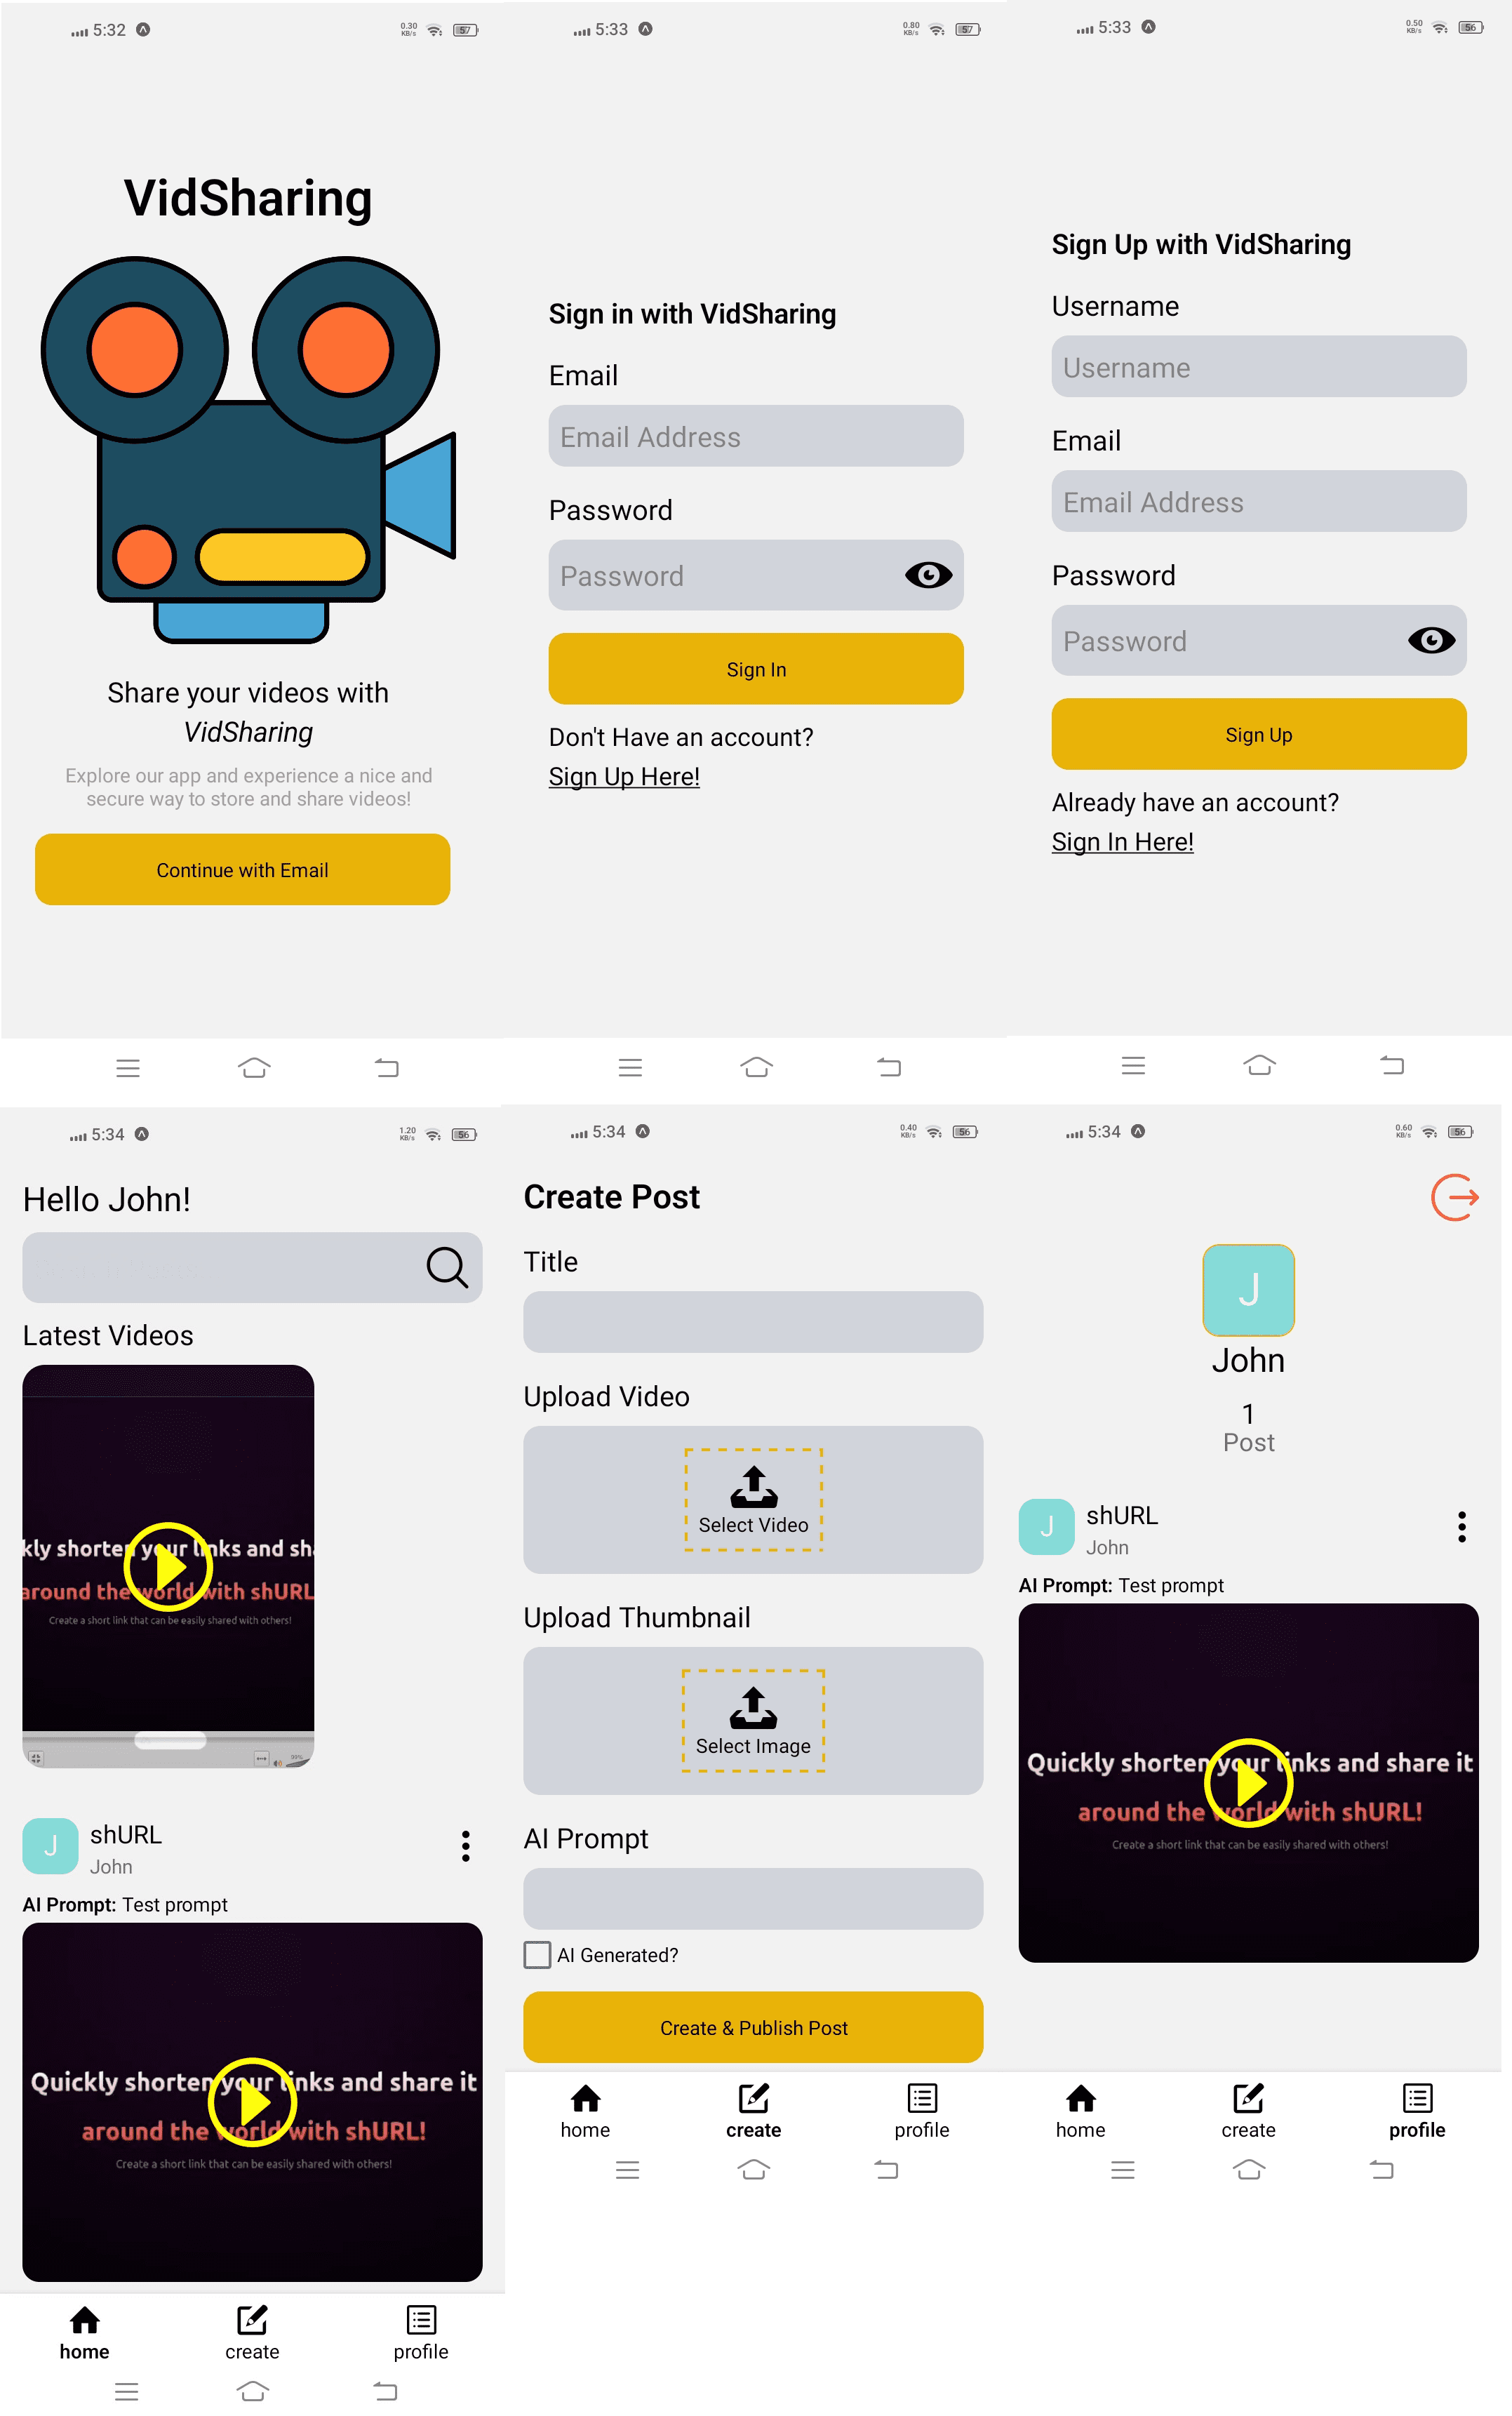 5:32
0.30
KB/s
57
VidSharing
Share your videos with
VidSharing
Explore our app and experience a nice and
secure way to store and share videos!
Continue with Email
5:33
0.80
KB/s
57
Sign in with VidSharing
Email
Email Address
Password
Password
Sign In
Don't Have an account?
Sign Up Here!
5:33
0.50
KB/s
56
Sign Up with VidSharing
Username
Username
Email
Email Address
Password
Password
Sign Up
Already have an account?
Sign In Here!
5:34
1.20
KB/s
56
Hello John!
Latest Videos
kly shorten your links and sh
around the world with shURL
Create a short link that can be easily shared with others!
99%
J
shURL
John
AI Prompt: Test prompt
Quickly shorten your links and share it
around the world with shURL!
Create a short link that can be easily shared with others!
home
create
profile
5:34
0.40
KB/s
56
Create Post
Title
Upload Video
Select Video
Upload Thumbnail
Select Image
AI Prompt
AI Generated?
Create & Publish Post
home
create
profile
5:34
0.60
KB/s
56
J
John
1
Post
J
shURL
John
AI Prompt: Test prompt
Quickly shorten your links and share it
around the world with shURL!
Create a short link that can be easily shared with others!
home
create
profile